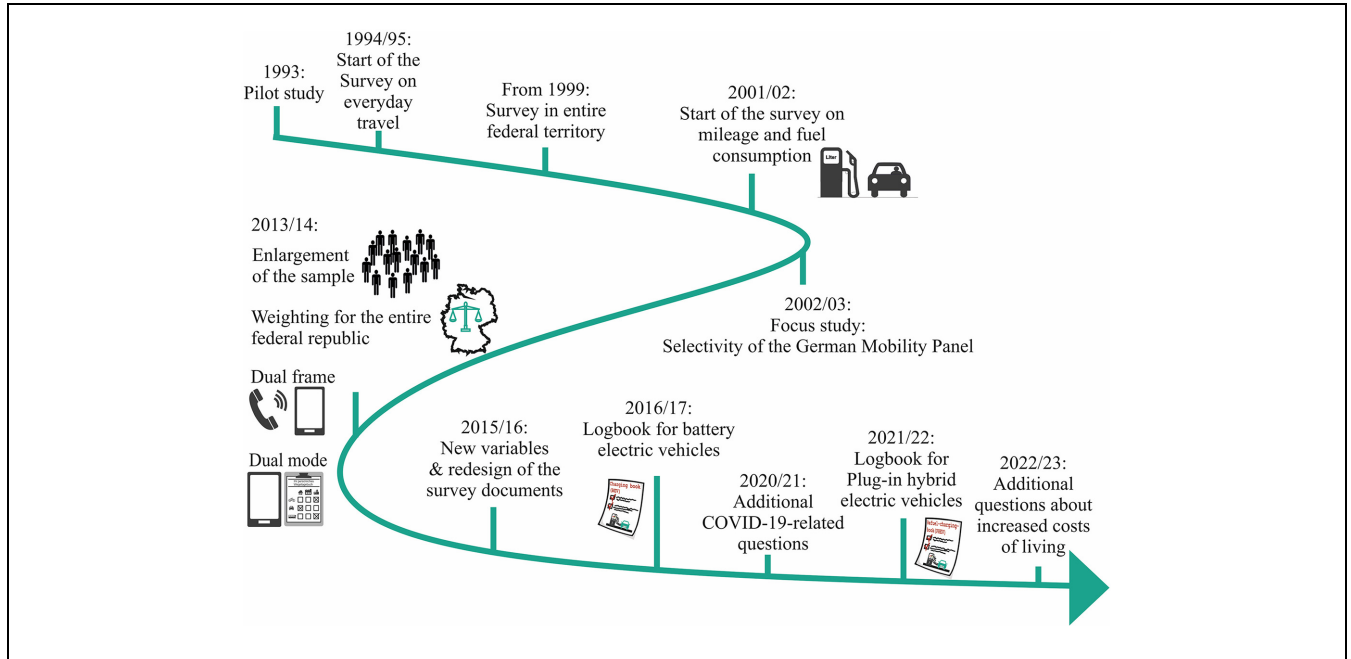 1993:
Pilot study
1994/95:
Start of the
Survey on
everyday
travel
From 1999:
Survey in entire
federal territory
2001/02:
Start of the survey on
mileage and fuel
consumption
Liter
2002/03:
Focus study:
Selectivity of the German Mobility Panel
2013/14:
Enlargement
of the sample
Weighting for the entire
federal republic
Dual frame
Dual mode
2015/16:
New variables
& redesign of the
survey documents
2016/17:
Logbook for battery
electric vehicles
2020/21:
Additional
COVID-19-related
questions
2021/22:
Logbook for
Plug-in hybrid
electric vehicles
2022/23:
Additional
questions about
increased costs
of living